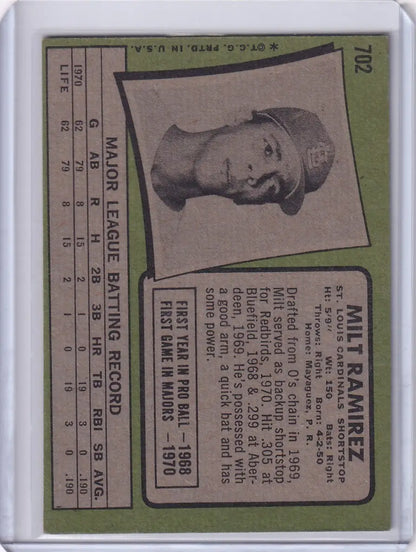 702
MILT RAMIREZ
ST. LOUIS CARDINALS SHORTSTOP
Ht: 5'9" Wt: 150 Bats: Right
Throws: Right Born: 4-2-50
Home: Mayaguez, P. R.
Drafted from O's chain in 1969,
Milt served as backup shortstop
for Redbirds, 1970. Hit .305 at
Bluefield, 1968 & .299 at Aber-
deen, 1969. He's possessed with
a good arm, a quick bat and has
some power.
FIRST YEAR IN PRO BALL —1968
FIRST GAME IN MAJORS —1970
*©T.C.G. PRTD. IN U.S.A.
MAJOR LEAGUE BATTING RECORD
G AB R H 2B 3B HR TB RBI SB AVG.
1970 62 79 8 15 2 1 0 19 3 0 .190
LIFE 62 79 8 15 2 1 0 19 3 0 .190